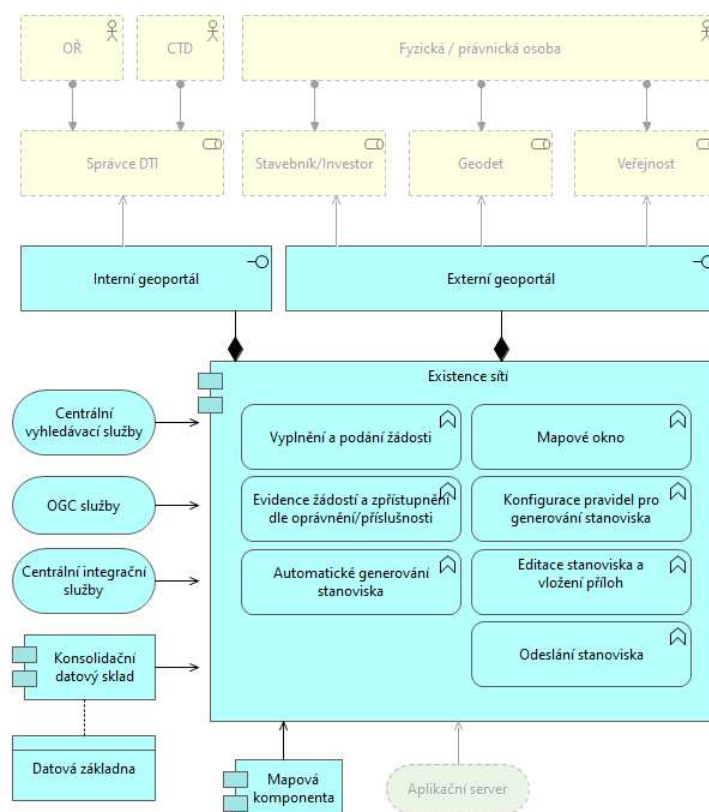 OŘ
CTD
Fyzická / právnická osoba
Správce DTI
Stavebník/Investor
Geodet
Veřejnost
Interní geoportál
Externí geoportál
Existence sítí
Centrální
vyhledávací služby
Vyplnění a podání žádosti
Mapové okno
OGC služby
Evidence žádostí a zpřístupnění
dle oprávnění/příslušnosti
Konfigurace pravidel pro
generování stanoviska
Centrální integrační
služby
Automatické generování
stanoviska
Editace stanoviska a
vložení příloh
Konsolidační
datový sklad
Odeslání stanoviska
Datová základna
Mapová
komponenta
Aplikační server